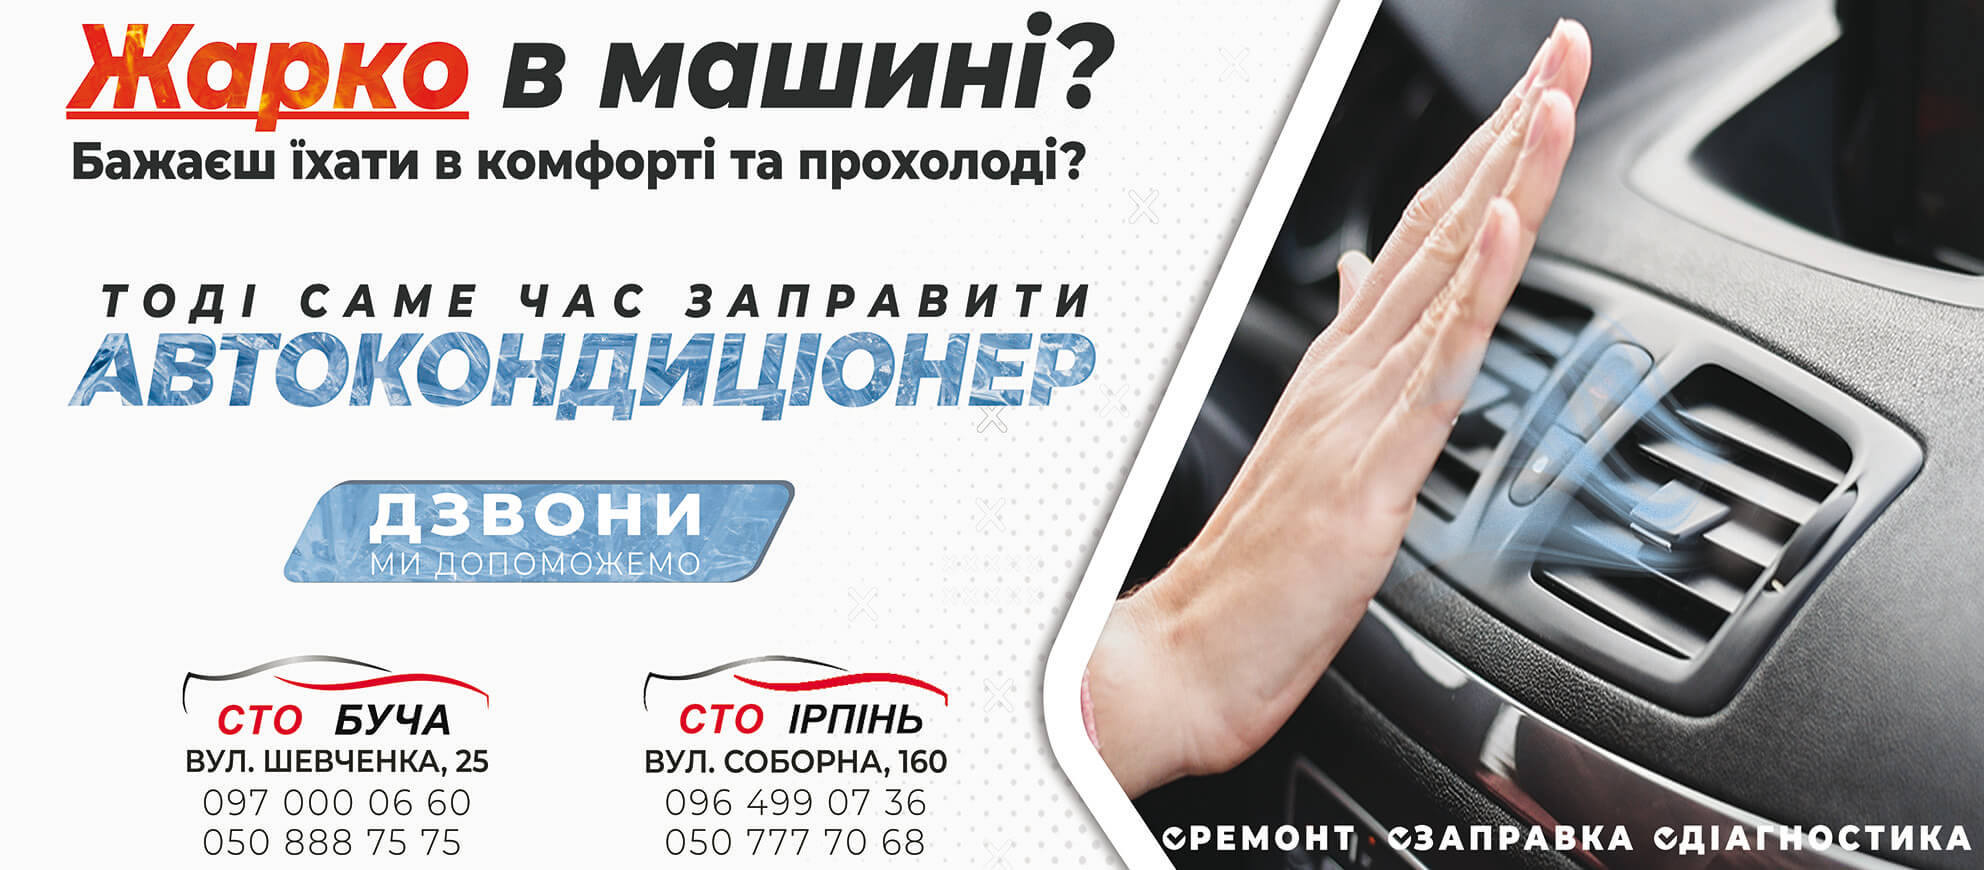 Жарко в машині?
Бажаєш їхати в комфорті та прохолоді?
ТОДІ САМЕ ЧАС ЗАПРАВИТИ
АВТОКОНДИЦІОНЕР
ДЗВОНИ
МИ ДОПОМОЖЕМО
СТО БУЧА
ВУЛ. ШЕВЧЕНКА, 25
097 000 06 60
050 888 75 75
СТО ІРПІНЬ
ВУЛ. СОБОРНА, 160
096 499 07 36
050 777 70 68
РЕМОНТ ЗАПРАВКА ДІАГНОСТИКА